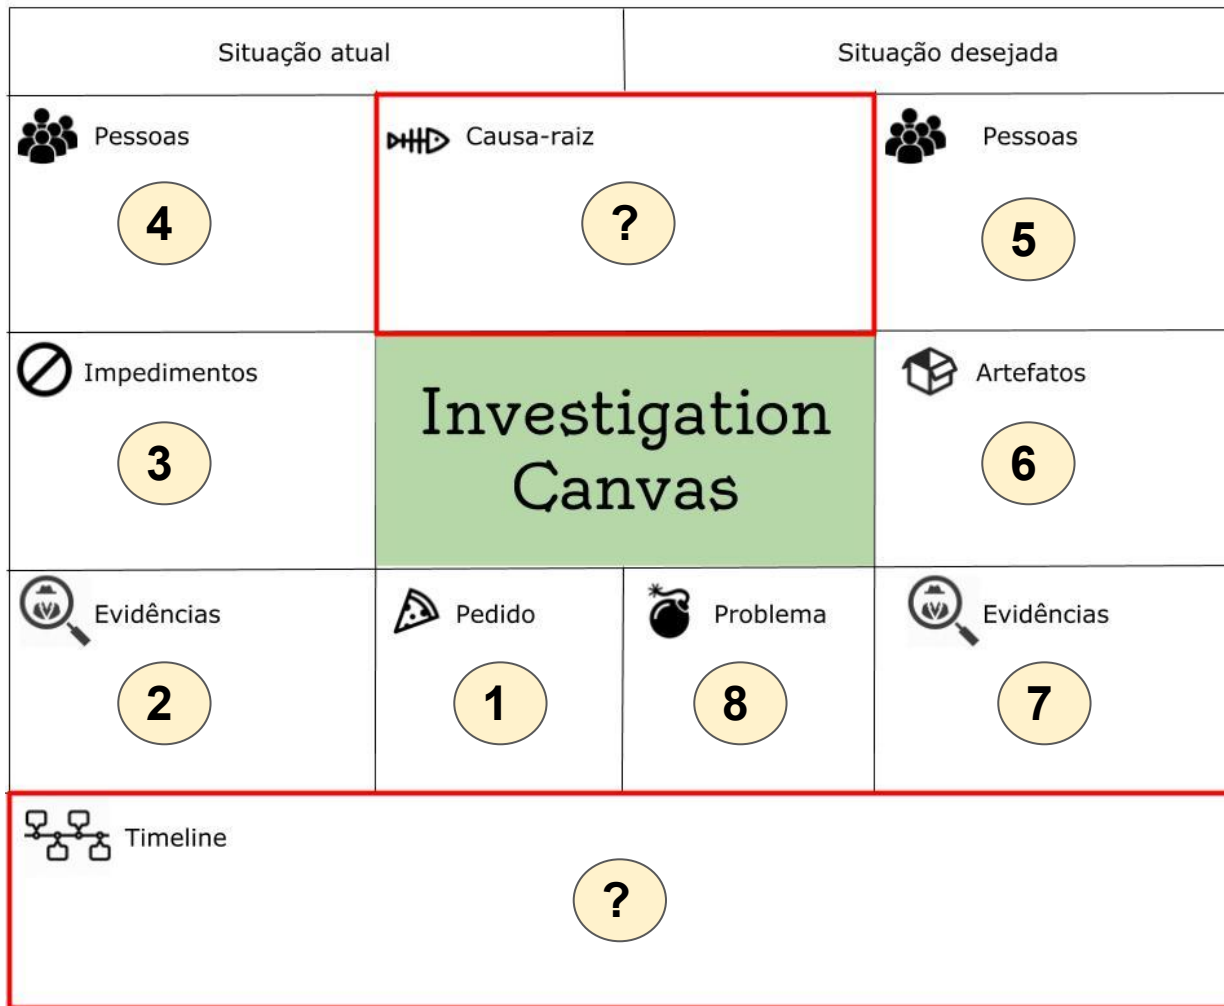 Situação atual
Situação desejada
Pessoas
Causa-raiz
Pessoas
4
?
5
Impedimentos
Investigation
Canvas
Artefatos
3
6
Evidências
Pedido
Problema
Evidências
2
1
8
7
Timeline
?